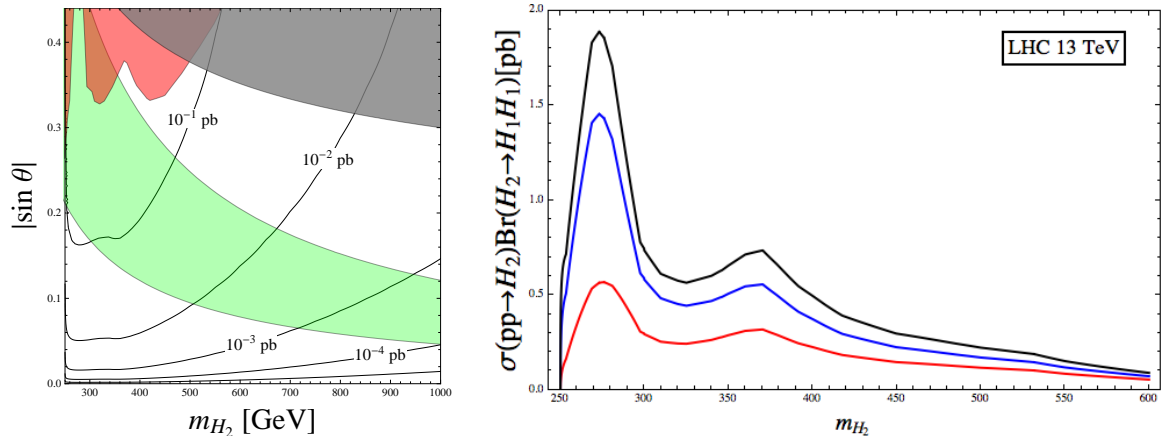 |sin θ|
0.4
0.3
0.2
0.1
0.0
10⁻¹ pb
10⁻² pb
10⁻³ pb
10⁻⁴ pb
300 400 500 600 700 800 900 1000
m_{H₂} [GeV]
σ(pp→H₂)Br(H₂→H₁H₁)[pb]
2.0
1.5
1.0
0.5
0.0
LHC 13 TeV
250 300 350 400 450 500 550 600
m_{H₂}